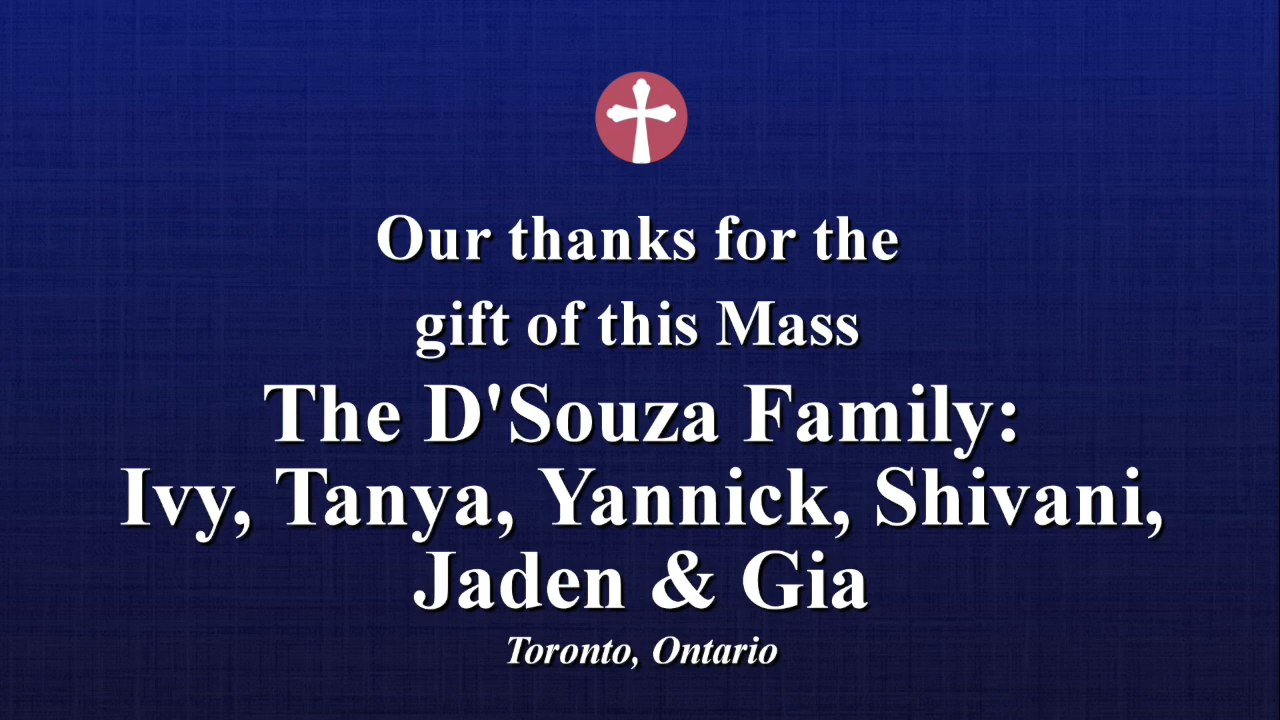 Our thanks for the
gift of this Mass
The D'Souza Family:
Ivy, Tanya, Yannick, Shivani,
Jaden & Gia
Toronto, Ontario